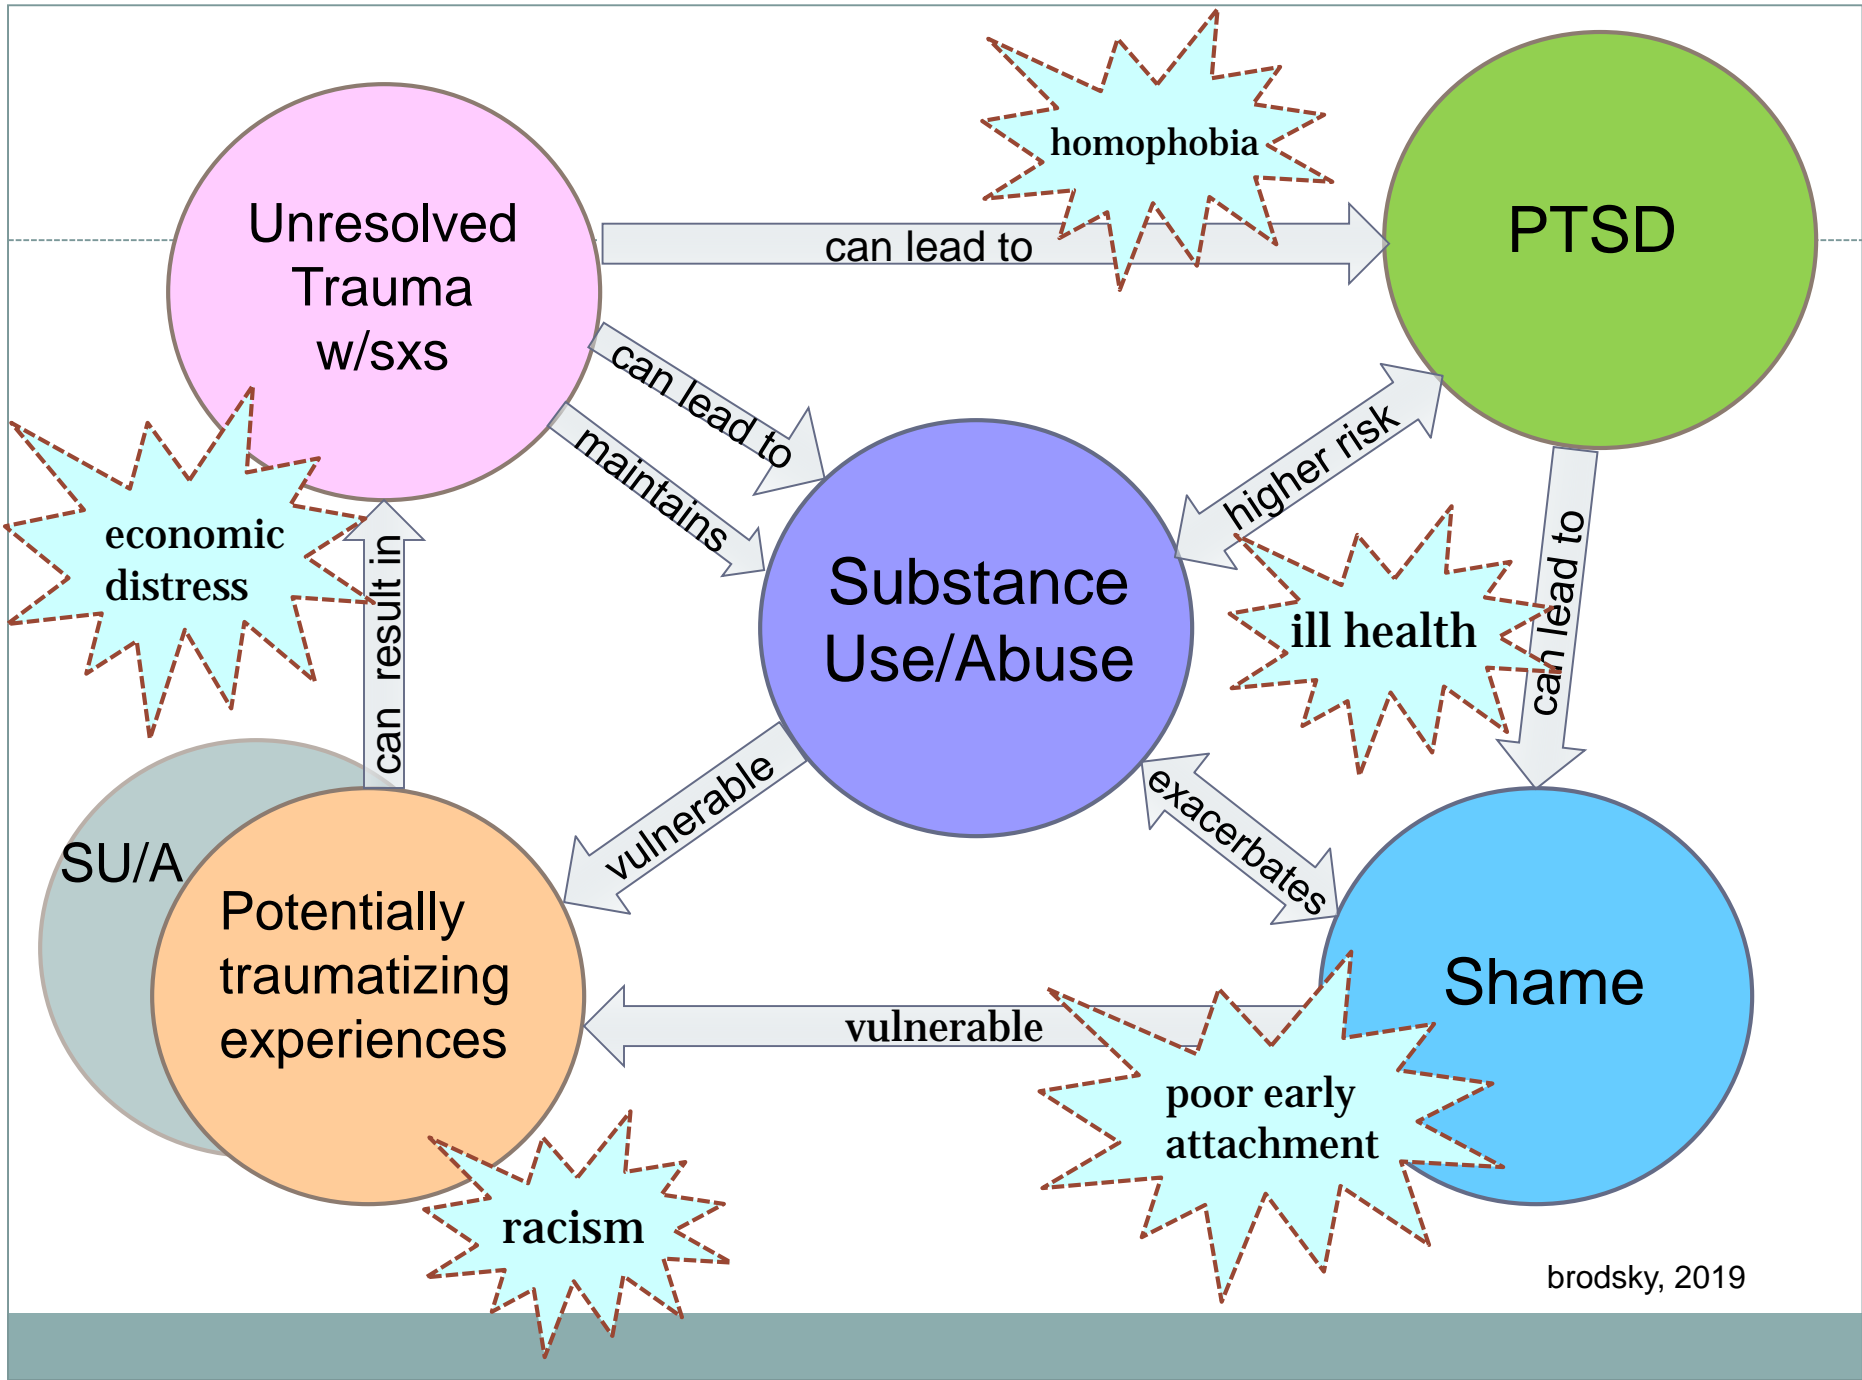 homophobia
Unresolved
Trauma
w/sxs
PTSD
can lead to
can lead to
maintains
higher risk
economic
distress
can result in
Substance
Use/Abuse
ill health
can lead to
vulnerable
exacerbates
SU/A
Potentially
traumatizing
experiences
vulnerable
Shame
poor early
attachment
racism
brodsky, 2019